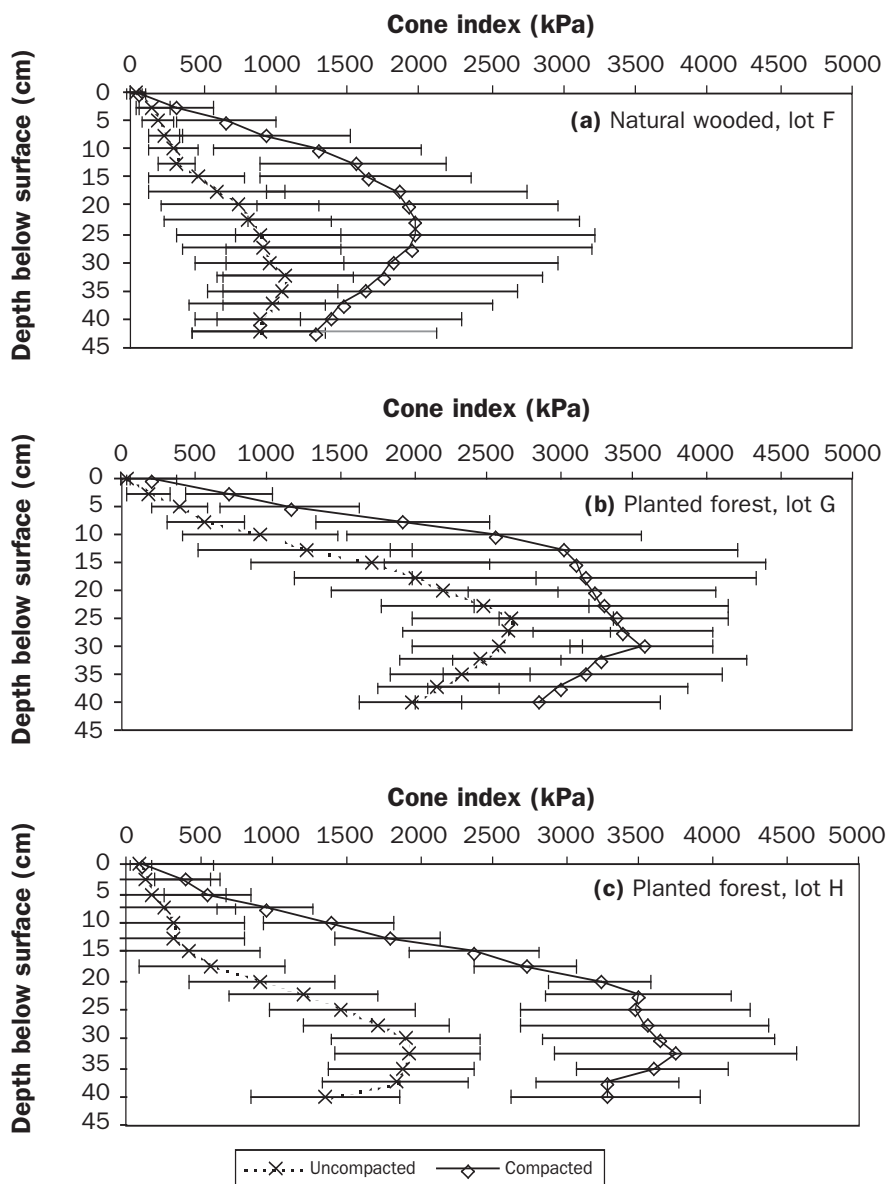 Cone index (kPa)
0 500 1000 1500 2000 2500 3000 3500 4000 4500 5000
Depth below surface (cm)
0
5
10
15
20
25
30
35
40
45
(a) Natural wooded, lot F
Cone index (kPa)
0 500 1000 1500 2000 2500 3000 3500 4000 4500 5000
Depth below surface (cm)
0
5
10
15
20
25
30
35
40
45
(b) Planted forest, lot G
Cone index (kPa)
0 500 1000 1500 2000 2500 3000 3500 4000 4500 5000
Depth below surface (cm)
0
5
10
15
20
25
30
35
40
45
(c) Planted forest, lot H
Uncompacted Compacted